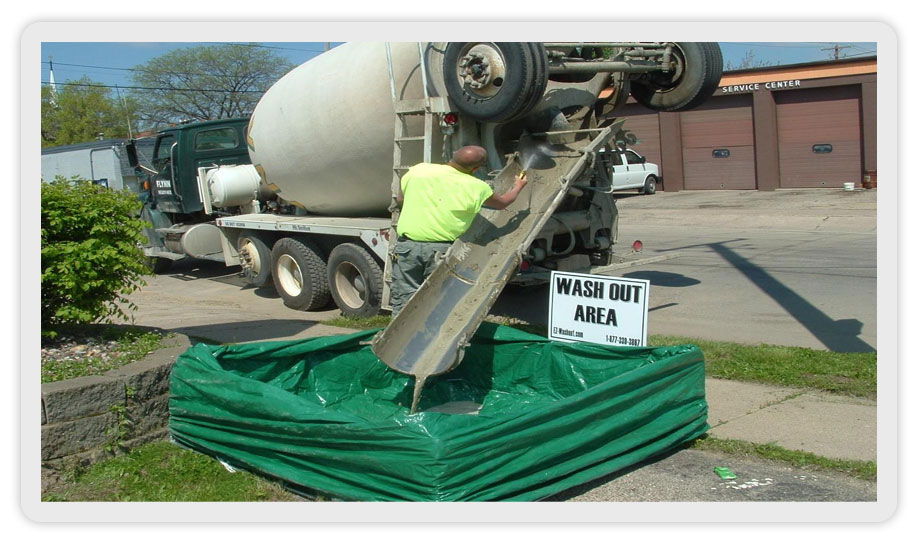 SERVICE CENTER
FLYNN
WASH OUT
AREA
EZ-Washout.com 1-877-339-3867